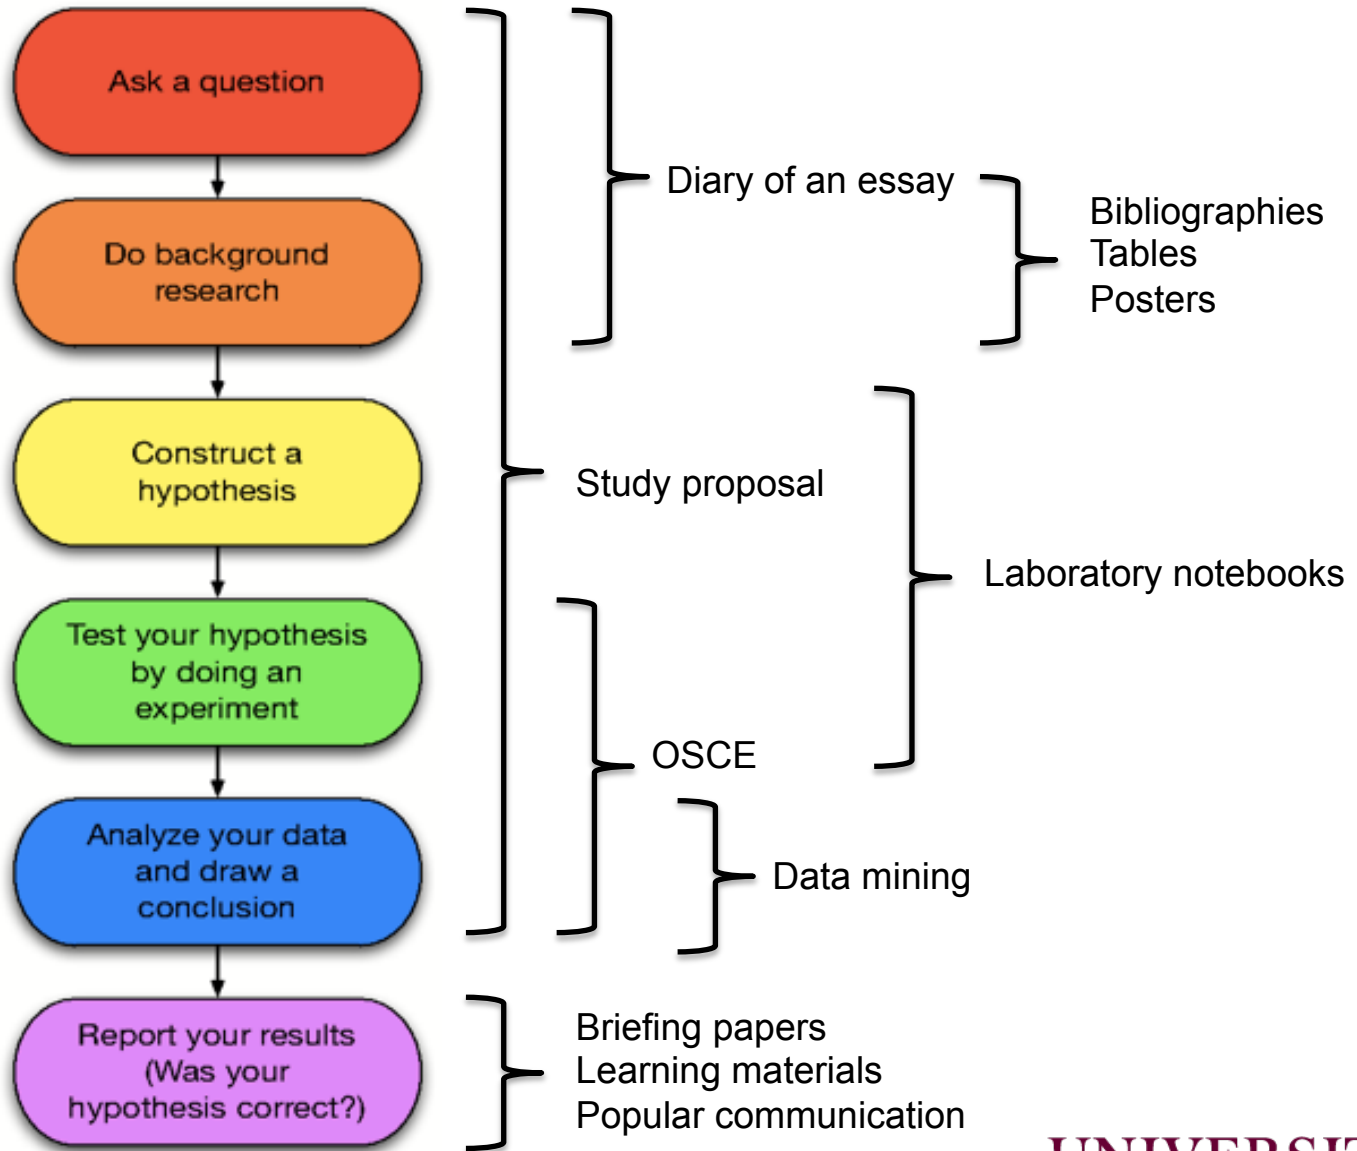 Ask a question
Do background
research
Construct a
hypothesis
Test your hypothesis
by doing an
experiment
Analyze your data
and draw a
conclusion
Report your results
(Was your
hypothesis correct?)
Diary of an essay
Bibliographies
Tables
Posters
Study proposal
Laboratory notebooks
OSCE
Data mining
Briefing papers
Learning materials
Popular communication